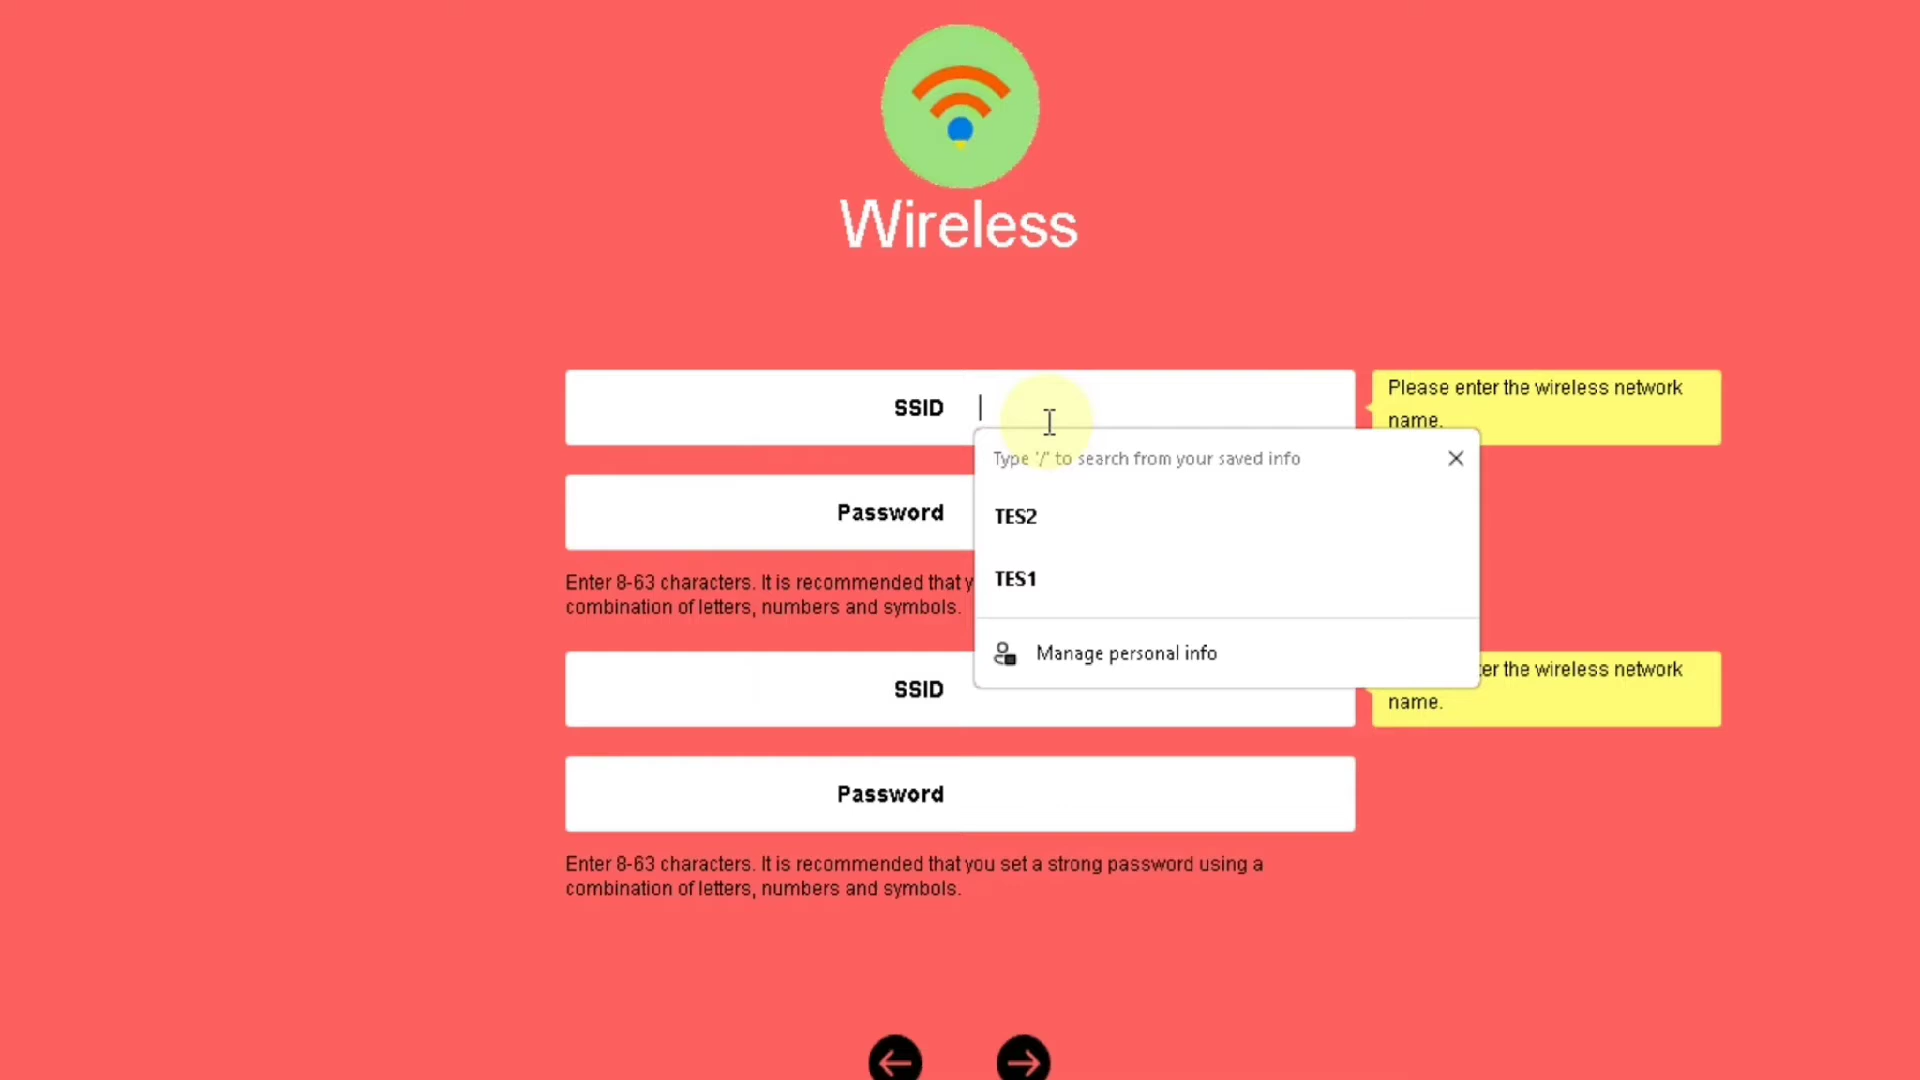 Wireless
SSID
Please enter the wireless network
name.
Type '/' to search from your saved info
TES2
Password
TES1
Enter 8-63 characters. It is recommended that y
combination of letters, numbers and symbols.
Manage personal info
SSID
er the wireless network
name.
Password
Enter 8-63 characters. It is recommended that you set a strong password using a
combination of letters, numbers and symbols.